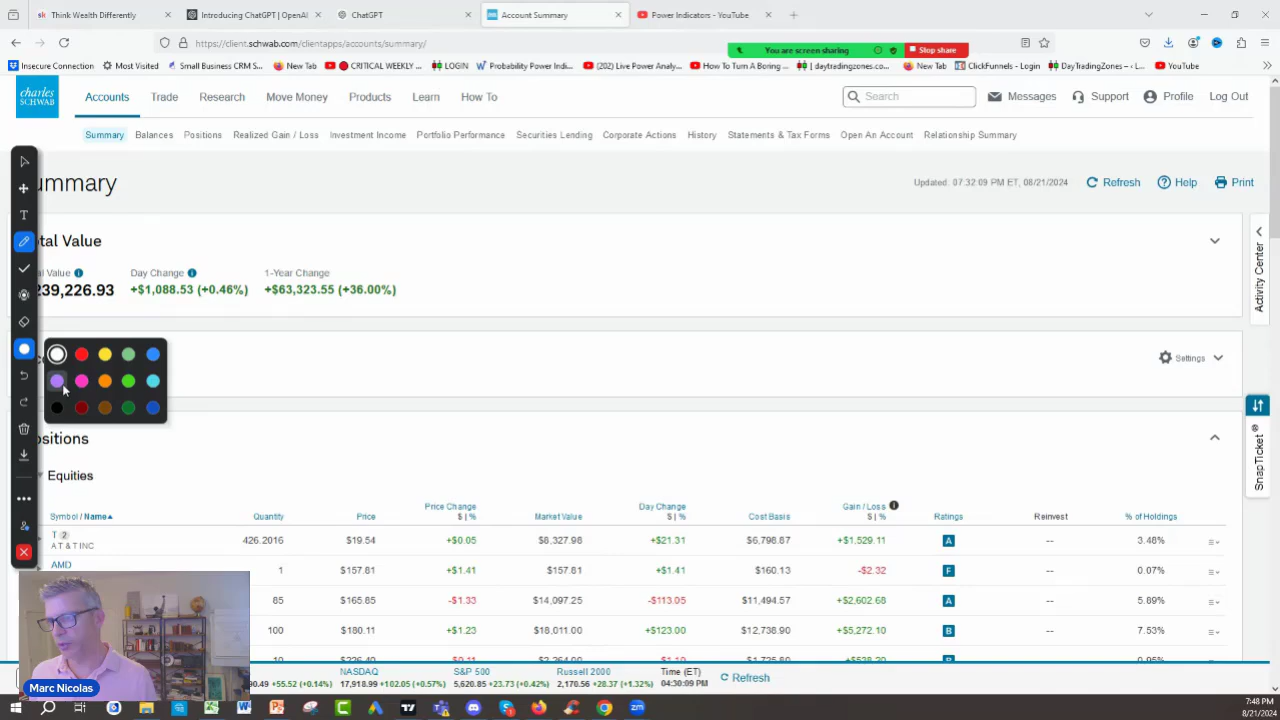 Think Wealth Differently
Introducing ChatGPT | OpenAI
ChatGPT
Account Summary
Power Indicators - YouTube
https://client.schwab.com/clientapps/accounts/summary/
You are screen sharing
Stop share
Insecure Connection
Most Visited
Small Business CRM S...
New Tab
CRITICAL WEEKLY ...
LOGIN
Probability Power Indi...
(202) Live Power Analy...
How To Turn A Boring ...
| daytradingzones.co...
New Tab
ClickFunnels - Login
DayTradingZones – ‹ L...
YouTube
charles
SCHWAB
Accounts
Trade
Research
Move Money
Products
Learn
How To
Search
Messages
Support
Profile
Log Out
Summary
Balances
Positions
Realized Gain / Loss
Investment Income
Portfolio Performance
Securities Lending
Corporate Actions
History
Statements & Tax Forms
Open An Account
Relationship Summary
ummary
Updated: 07:32:09 PM ET, 08/21/2024
Refresh
Help
Print
tal Value
al Value
Day Change
1-Year Change
239,226.93
+$1,088.53 (+0.46%)
+$63,323.55 (+36.00%)
Activity Center
Settings
SnapTicket®
ositions
Equities
Symbol / Name
Quantity
Price
Price Change
$ | %
Market Value
Day Change
$ | %
Cost Basis
Gain / Loss
$ | %
Ratings
Reinvest
% of Holdings
T 2
A T & T INC
426.2016 $19.54 +$0.05 $8,327.98 +$21.31 $6,798.87 +$1,529.11 A -- 3.48%
AMD
1 $157.81 +$1.41 $157.81 +$1.41 $160.13 -$2.32 F -- 0.07%
85 $165.85 -$1.33 $14,097.25 -$113.05 $11,494.57 +$2,602.68 A -- 5.89%
100 $180.11 +$1.23 $18,011.00 +$123.00 $12,738.90 +$5,272.10 B -- 7.53%
NASDAQ
S&P 500
Russell 2000
Time (ET)
+55.52 (+0.14%)
17,918.99 +102.05 (+0.57%)
5,620.85 +23.73 (+0.42%)
2,170.56 +28.37 (+1.32%)
04:30:09 PM
Refresh
Marc Nicolas
7:48 PM
8/21/2024